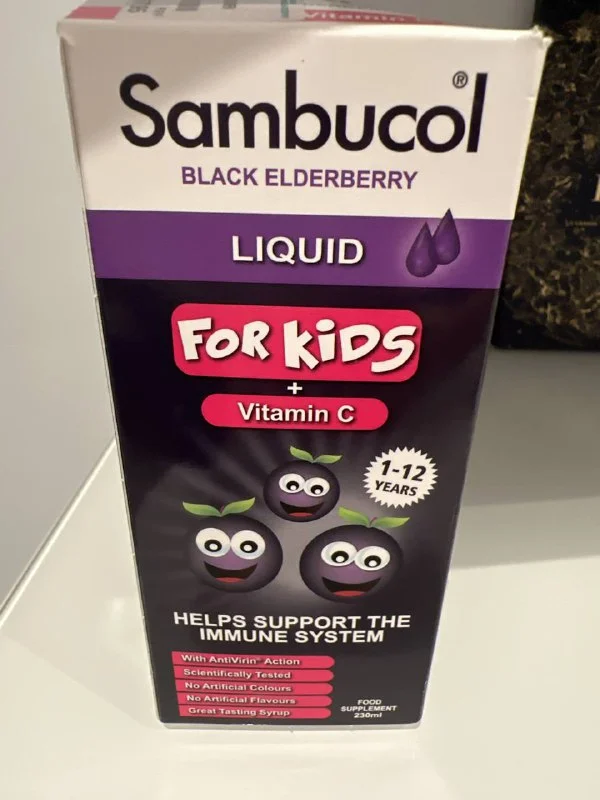 Vitamin
Sambucol®
BLACK ELDERBERRY
LIQUID
FOR KiDS
+
Vitamin C
1-12
YEARS
HELPS SUPPORT THE
IMMUNE SYSTEM
With AntiVirin® Action
Scientifically Tested
No Artificial Colours
No Artificial Flavours
Great Tasting Syrup
FOOD
SUPPLEMENT
230ml